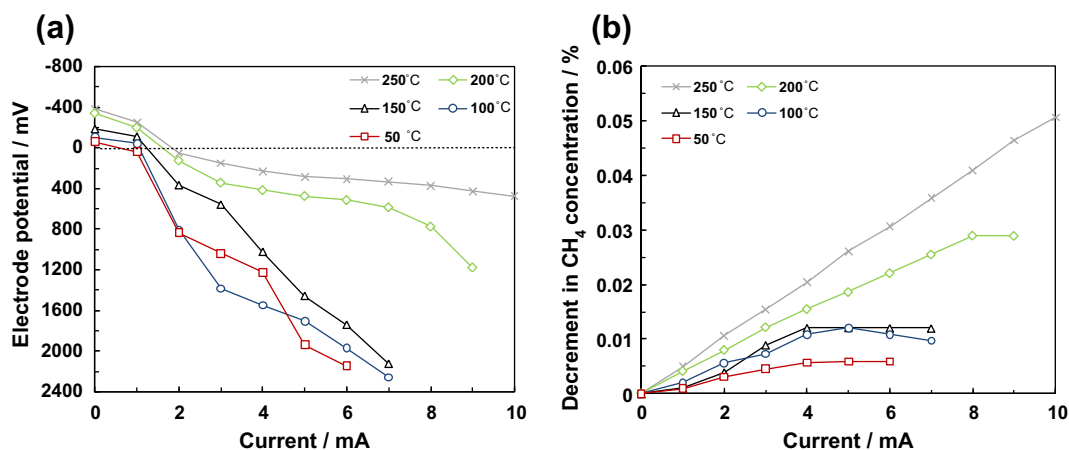 (a)
Electrode potential / mV
-800
-400
0
400
800
1200
1600
2000
2400
250°C 200°C
150°C 100°C
50 °C
0 2 4 6 8 10
Current / mA
(b)
Decrement in CH4 concentration / %
0.06
0.05
0.04
0.03
0.02
0.01
0
250°C 200°C
150°C 100°C
50 °C
0 2 4 6 8 10
Current / mA